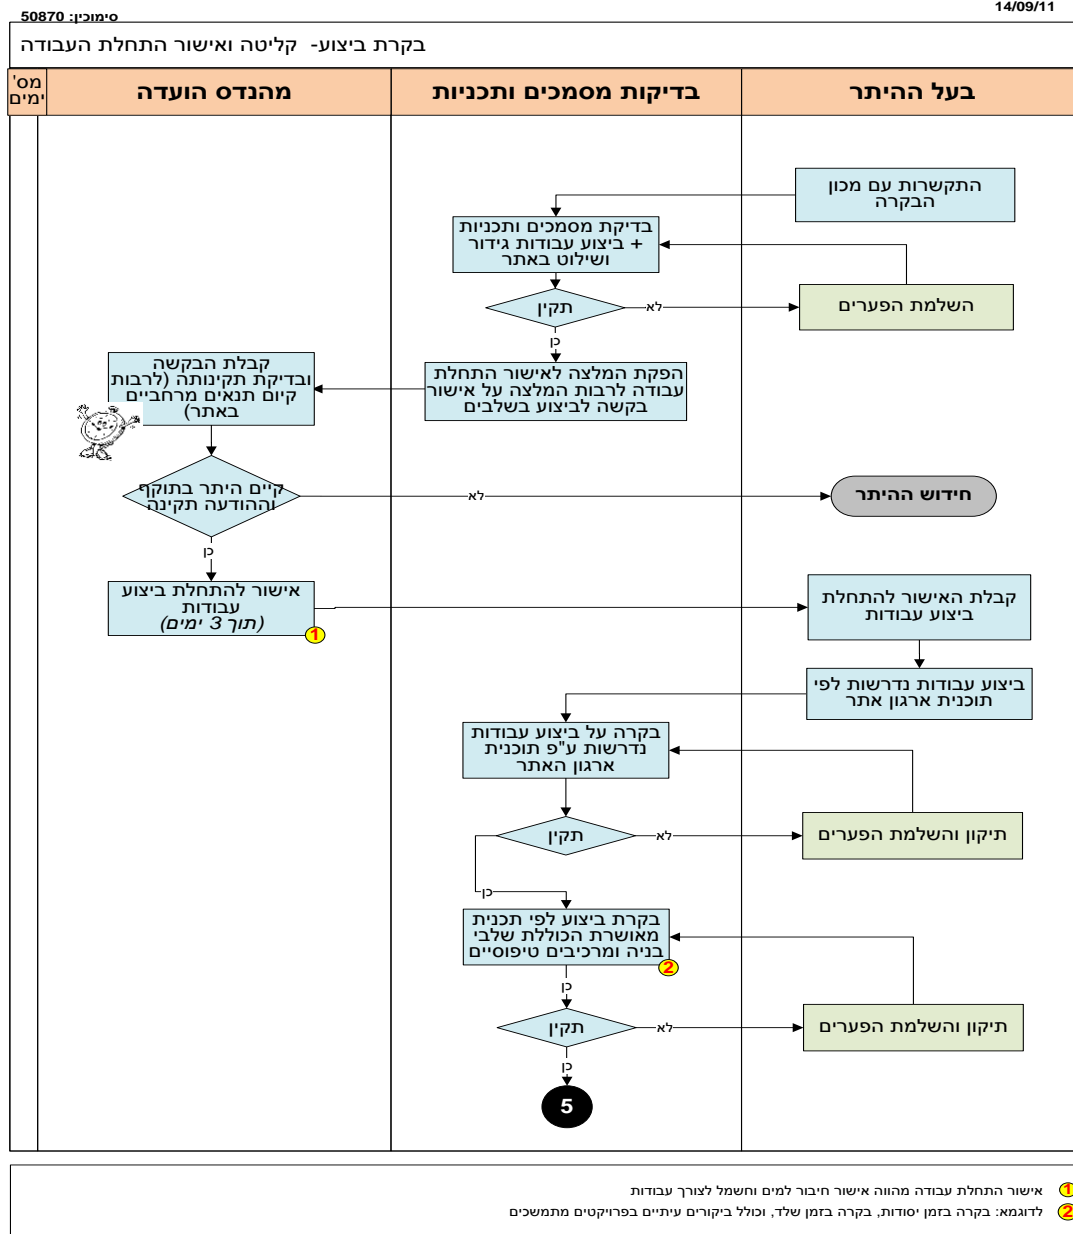 14/09/11
סימוכין: 50870
בקרת ביצוע- קליטה ואישור התחלת העבודה
בעל ההיתר
בדיקות מסמכים ותכניות
מהנדס הועדה
מס'
ימים
התקשרות עם מכון
הבקרה
בדיקת מסמכים ותכניות
+ ביצוע עבודות גידור
ושילוט באתר
תקין
לא
השלמת הפערים
כן
הפקת המלצה לאישור התחלת
עבודה לרבות המלצה על אישור
בקשה לביצוע בשלבים
קבלת הבקשה
ובדיקת תקינותה (לרבות
קיום תנאים מרחביים
באתר)
קיים היתר בתוקף
וההודעה תקינה
לא
חידוש ההיתר
כן
אישור להתחלת ביצוע
עבודות
(תוך 3 ימים)
1
קבלת האישור להתחלת
ביצוע עבודות
ביצוע עבודות נדרשות לפי
תוכנית ארגון אתר
בקרה על ביצוע עבודות
נדרשות ע"פ תוכנית
ארגון האתר
תקין
לא
תיקון והשלמת הפערים
כן
בקרת ביצוע לפי תכנית
מאושרת הכוללת שלבי
בניה ומרכיבים טיפוסיים
2
כן
תקין
לא
תיקון והשלמת הפערים
כן
5
1 אישור התחלת עבודה מהווה אישור חיבור למים וחשמל לצורך עבודות
2 לדוגמא: בקרה בזמן יסודות, בקרה בזמן שלד, וכולל ביקורים עיתיים בפרויקטים מתמשכים